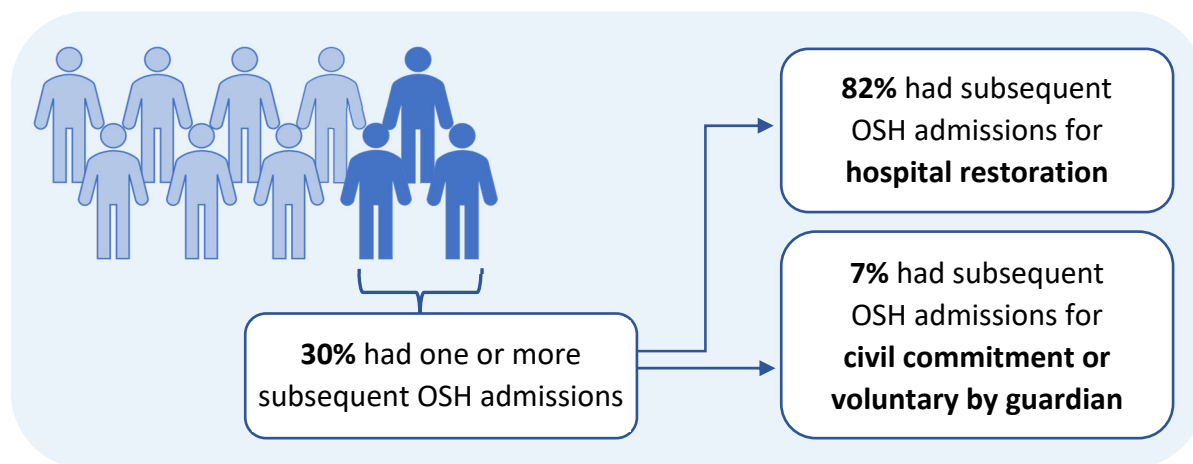 82% had subsequent
OSH admissions for
hospital restoration
7% had subsequent
OSH admissions for
civil commitment or
voluntary by guardian
30% had one or more
subsequent OSH admissions